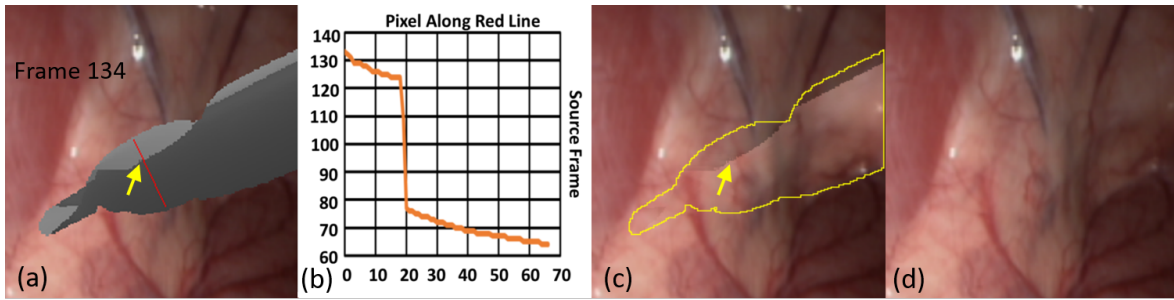 Frame 134
(a)
Pixel Along Red Line
140
130
120
110
100
90
80
70
60
0 10 20 30 40 50 60 70
Source Frame
(b)
(c)
(d)